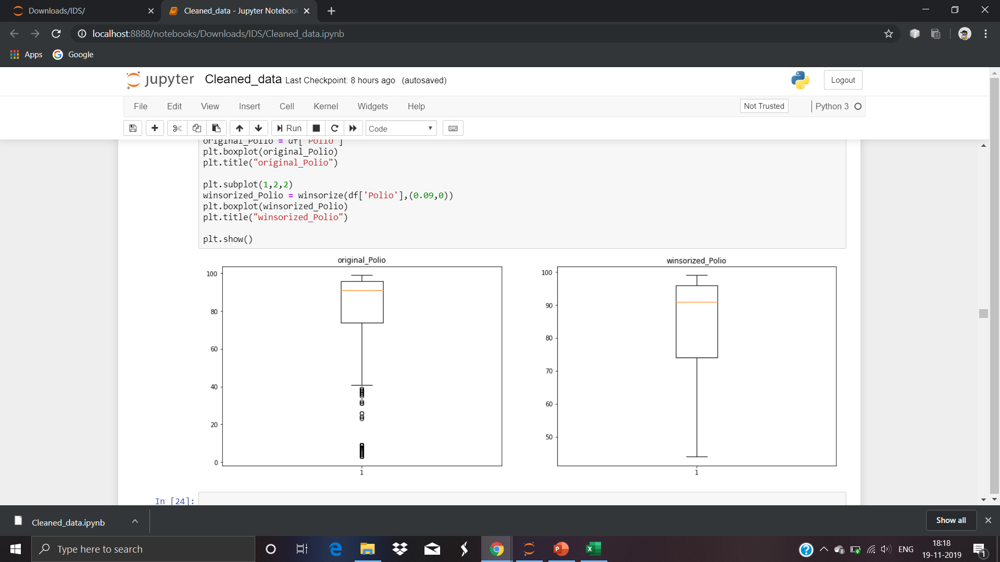 Downloads/IDS/
Cleaned_data - Jupyter Noteboo
localhost:8888/notebooks/Downloads/IDS/Cleaned_data.ipynb
Apps
Google
jupyter
Cleaned_data Last Checkpoint: 8 hours ago (autosaved)
Logout
File Edit View Insert Cell Kernel Widgets Help
Not Trusted
Python 3
Run
Code
original_Polio = df['Polio']
plt.boxplot(original_Polio)
plt.title("original_Polio")
plt.subplot(1,2,2)
winsorized_Polio = winsorize(df['Polio'],(0.09,0))
plt.boxplot(winsorized_Polio)
plt.title("winsorized_Polio")
plt.show()
original_Polio
100
80
60
40
20
0
1
winsorized_Polio
100
90
80
70
60
50
1
In [24]:
Cleaned_data.ipynb
Show all
Type here to search
ENG
18:18
19-11-2019
1